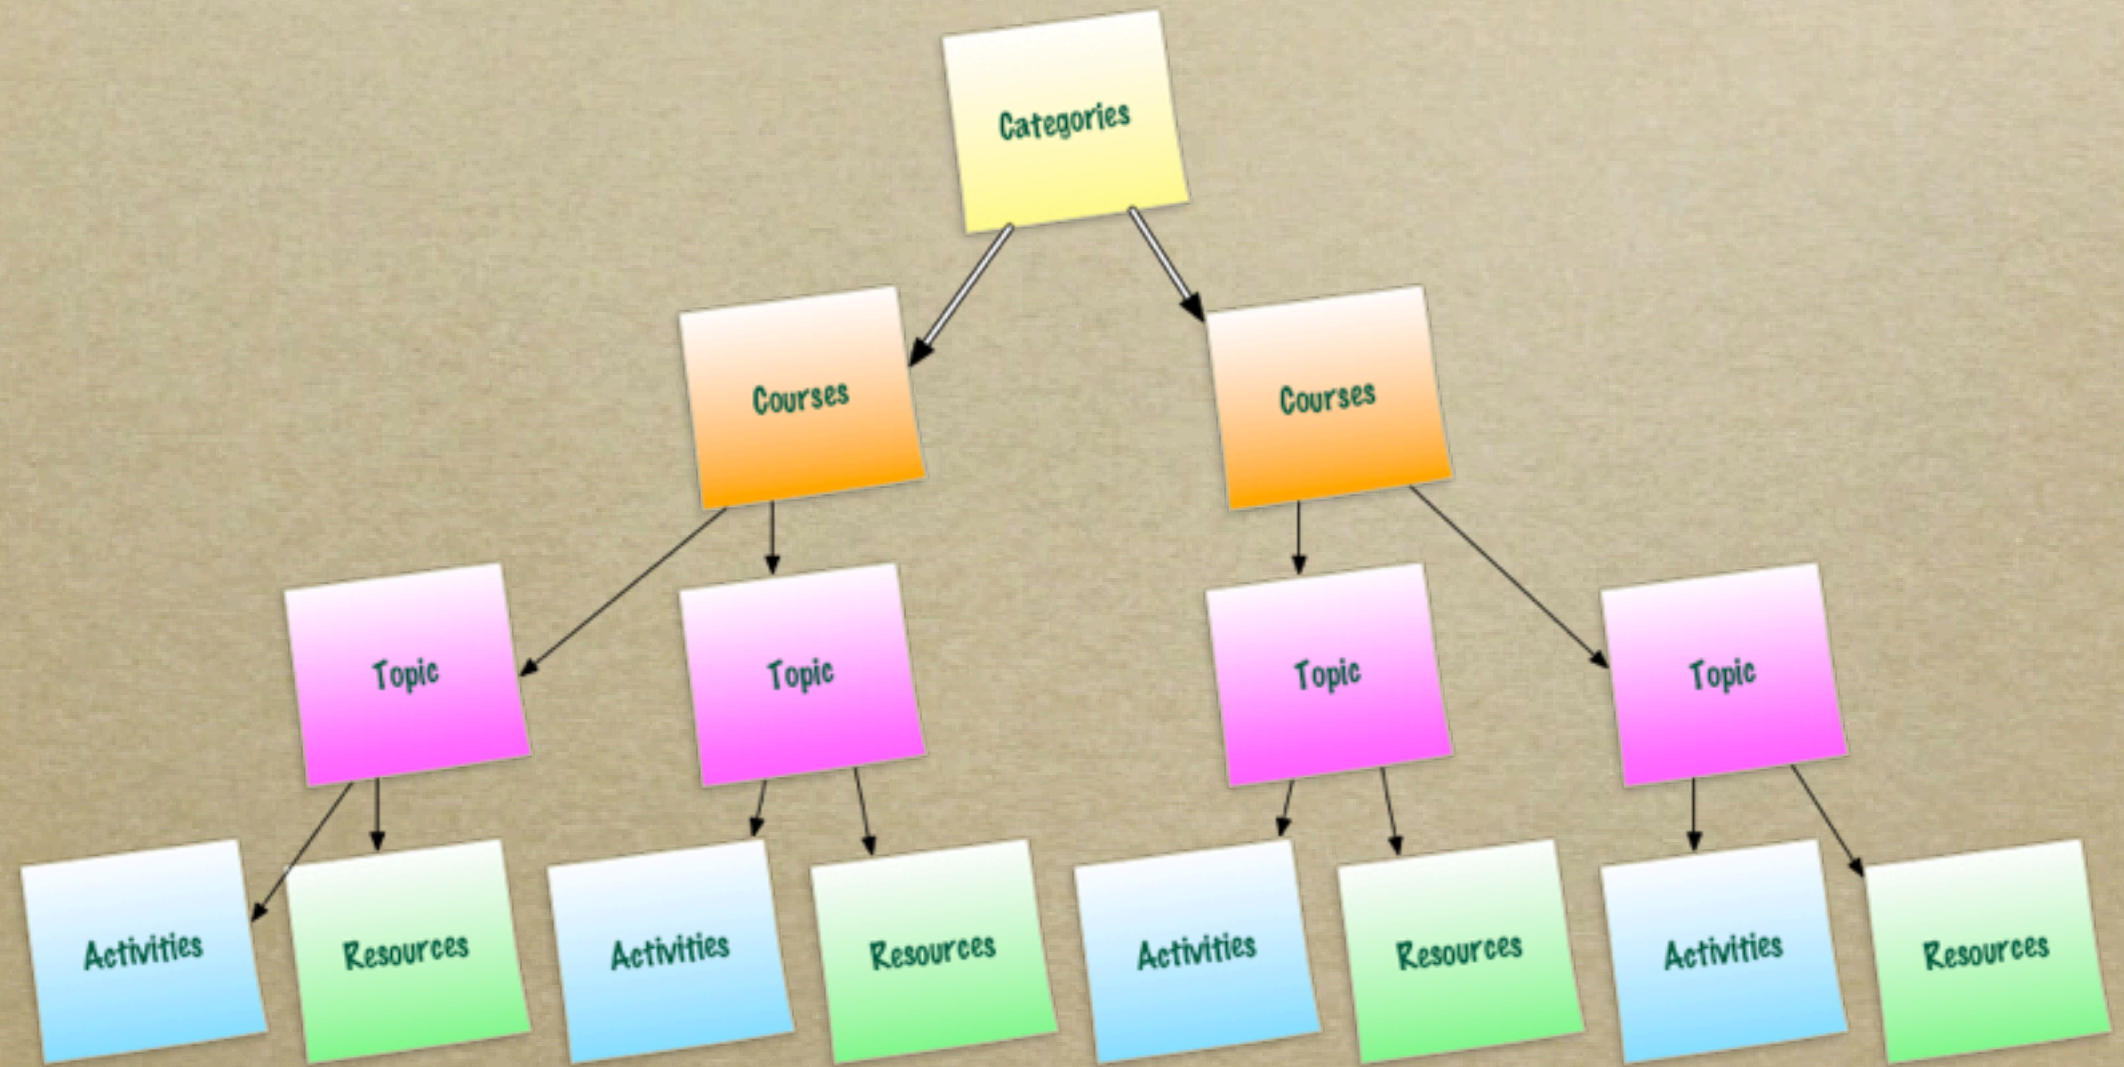 Categories
Courses
Courses
Topic
Topic
Topic
Topic
Activities
Resources
Activities
Resources
Activities
Resources
Activities
Resources